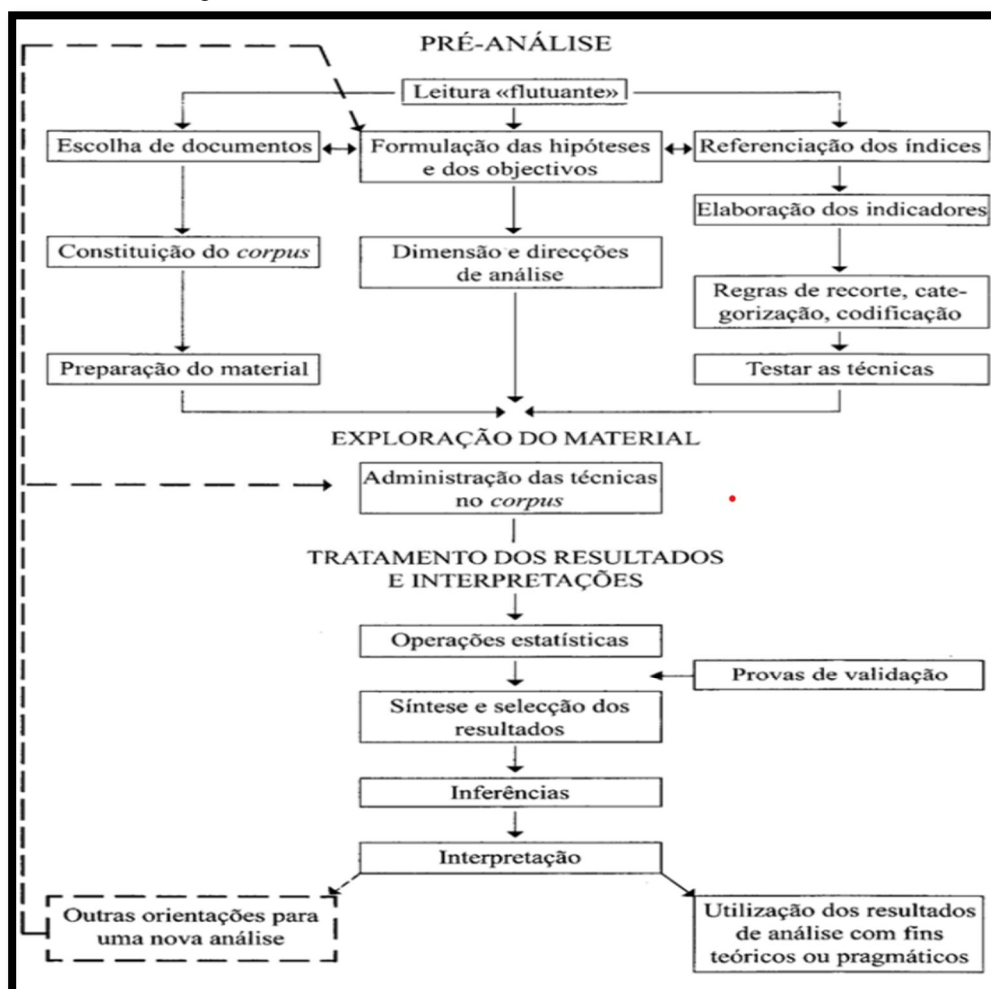 PRÉ-ANÁLISE
Leitura «flutuante»
Escolha de documentos
Formulação das hipóteses
e dos objectivos
Referenciação dos índices
Elaboração dos indicadores
Constituição do corpus
Dimensão e direcções
de análise
Regras de recorte, cate-
gorização, codificação
Preparação do material
Testar as técnicas
EXPLORAÇÃO DO MATERIAL
Administração das técnicas
no corpus
TRATAMENTO DOS RESULTADOS
E INTERPRETAÇÕES
Operações estatísticas
Provas de validação
Síntese e selecção dos
resultados
Inferências
Interpretação
Outras orientações para
uma nova análise
Utilização dos resultados
de análise com fins
teóricos ou pragmáticos